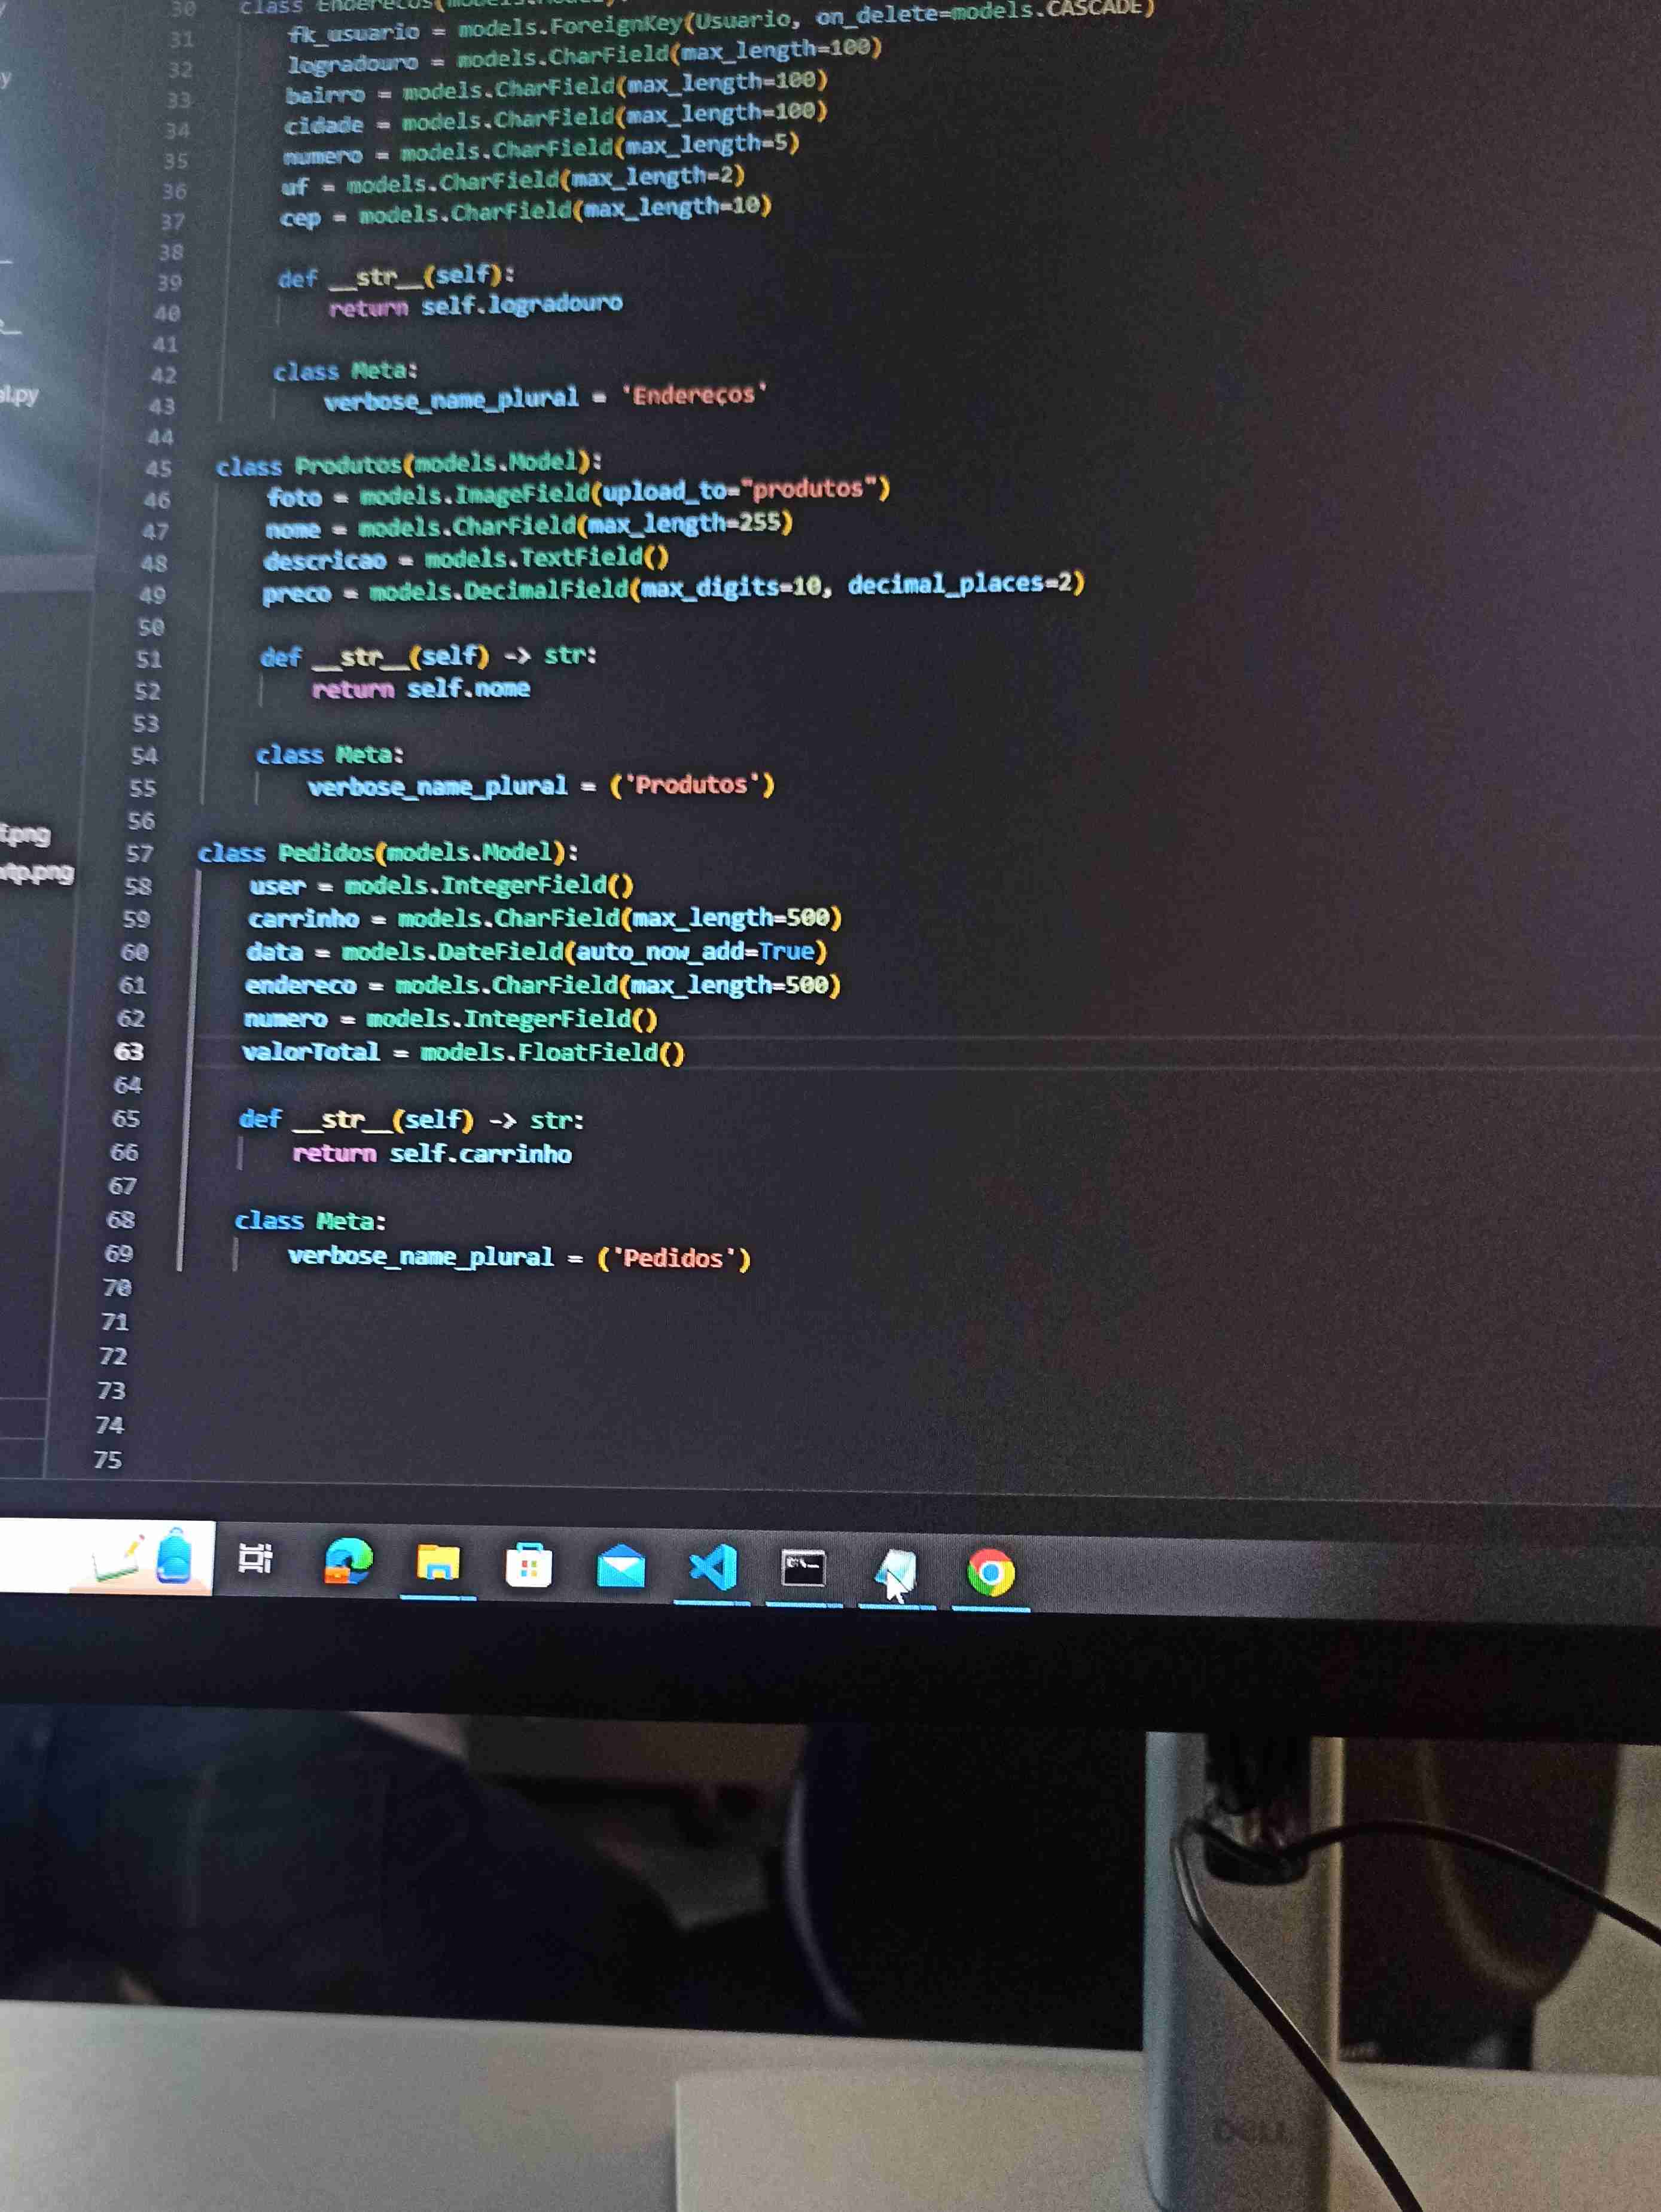 30 class Enderecos(models.Model):
31 fk_usuario = models.ForeignKey(Usuario, on_delete=models.CASCADE)
32 logradouro = models.CharField(max_length=100)
33 bairro = models.CharField(max_length=100)
34 cidade = models.CharField(max_length=100)
35 numero = models.CharField(max_length=5)
36 uf = models.CharField(max_length=2)
37 cep = models.CharField(max_length=10)
38
39 def __str__(self):
40 return self.logradouro
41
42 class Meta:
43 verbose_name_plural = 'Endereços'
44
45 class Produtos(models.Model):
46 foto = models.ImageField(upload_to="produtos")
47 nome = models.CharField(max_length=255)
48 descricao = models.TextField()
49 preco = models.DecimalField(max_digits=10, decimal_places=2)
50
51 def __str__(self) -> str:
52 return self.nome
53
54 class Meta:
55 verbose_name_plural = ('Produtos')
56
57 class Pedidos(models.Model):
58 user = models.IntegerField()
59 carrinho = models.CharField(max_length=500)
60 data = models.DateField(auto_now_add=True)
61 endereco = models.CharField(max_length=500)
62 numero = models.IntegerField()
63 valorTotal = models.FloatField()
64
65 def __str__(self) -> str:
66 return self.carrinho
67
68 class Meta:
69 verbose_name_plural = ('Pedidos')
70
71
72
73
74
75
DELL